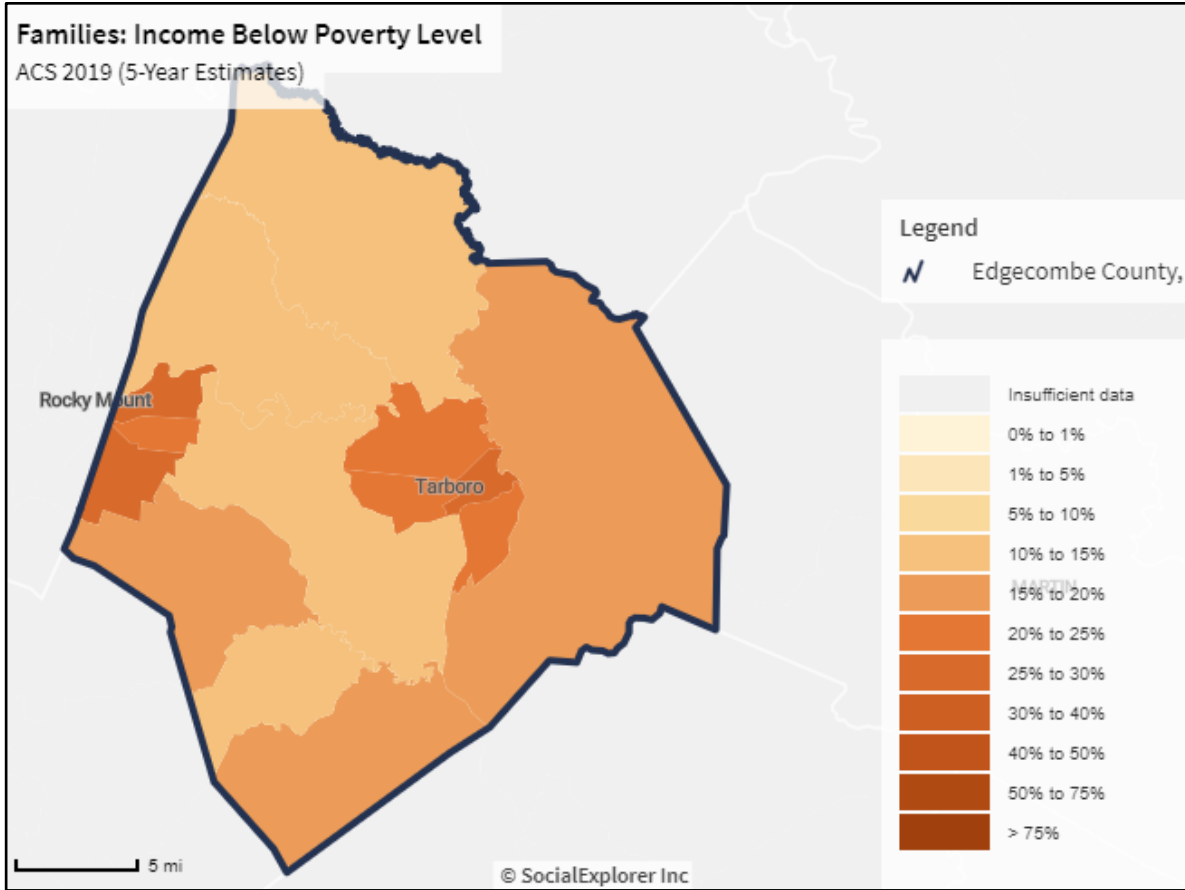 Families: Income Below Poverty Level
ACS 2019 (5-Year Estimates)
Rocky Mount
Tarboro
Legend
Edgecombe County,
Insufficient data
0% to 1%
1% to 5%
5% to 10%
10% to 15%
MARTIN
15% to 20%
20% to 25%
25% to 30%
30% to 40%
40% to 50%
50% to 75%
> 75%
5 mi
© SocialExplorer Inc